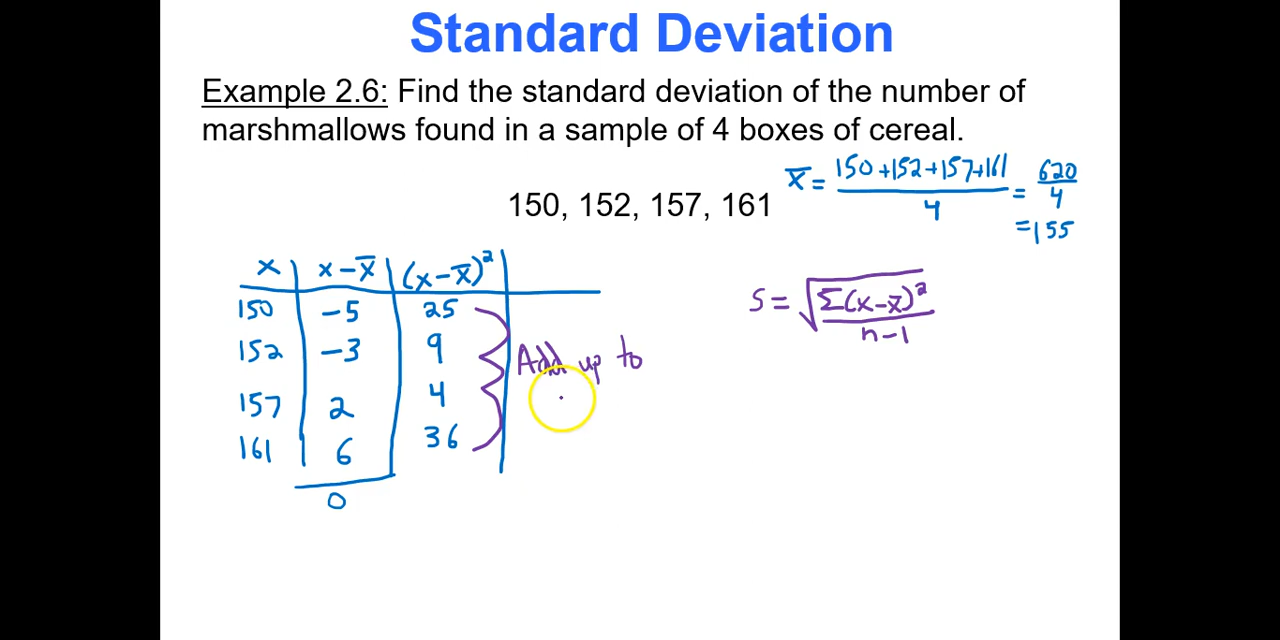 Standard Deviation
Example 2.6: Find the standard deviation of the number of
marshmallows found in a sample of 4 boxes of cereal.
150, 152, 157, 161
x̅ = (150+152+157+161)/4 = 620/4
=155
x | x-x̅ | (x-x̅)²
150 | -5 | 25
152 | -3 | 9
157 | 2 | 4
161 | 6 | 36
0
Add up to
S = √(Σ(x-x̅)²/(n-1))